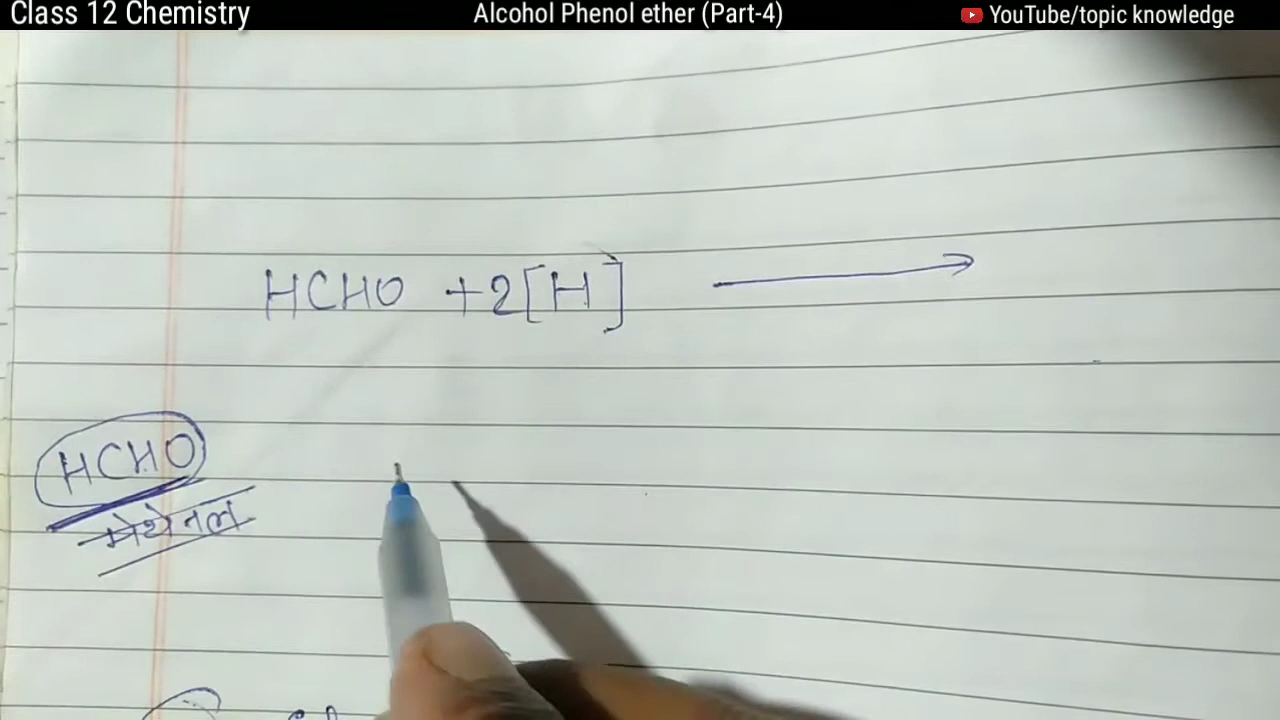 Class 12 Chemistry
Alcohol Phenol ether (Part-4)
YouTube/topic knowledge
HCHO + 2[H] ⟶
HCHO
मेथेनल